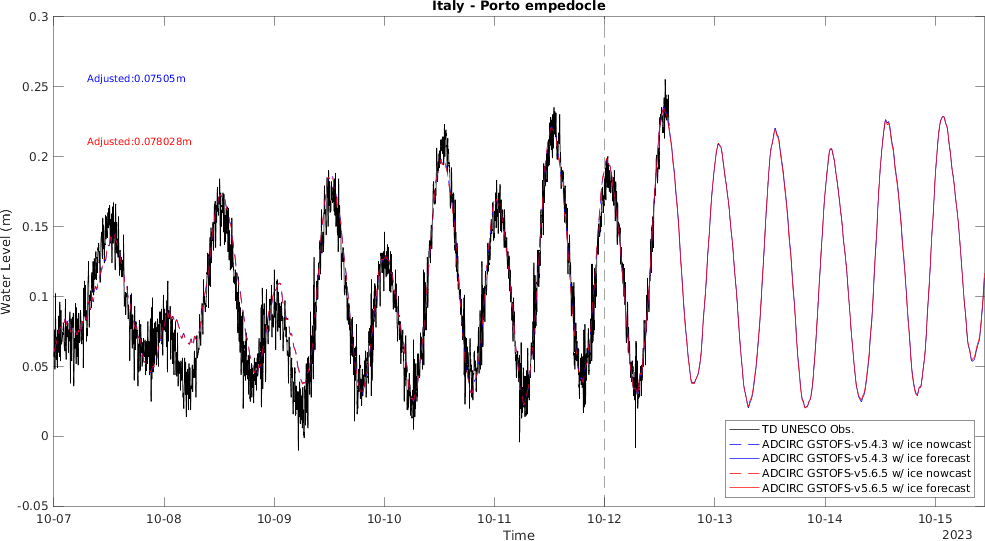 Italy - Porto empedocle
0.3
0.25
0.2
0.15
0.1
0.05
0
-0.05
Water Level (m)
Adjusted:0.07505m
Adjusted:0.078028m
TD UNESCO Obs.
ADCIRC GSTOFS-v5.4.3 w/ ice nowcast
ADCIRC GSTOFS-v5.4.3 w/ ice forecast
ADCIRC GSTOFS-v5.6.5 w/ ice nowcast
ADCIRC GSTOFS-v5.6.5 w/ ice forecast
10-07 10-08 10-09 10-10 10-11 10-12 10-13 10-14 10-15
Time
2023